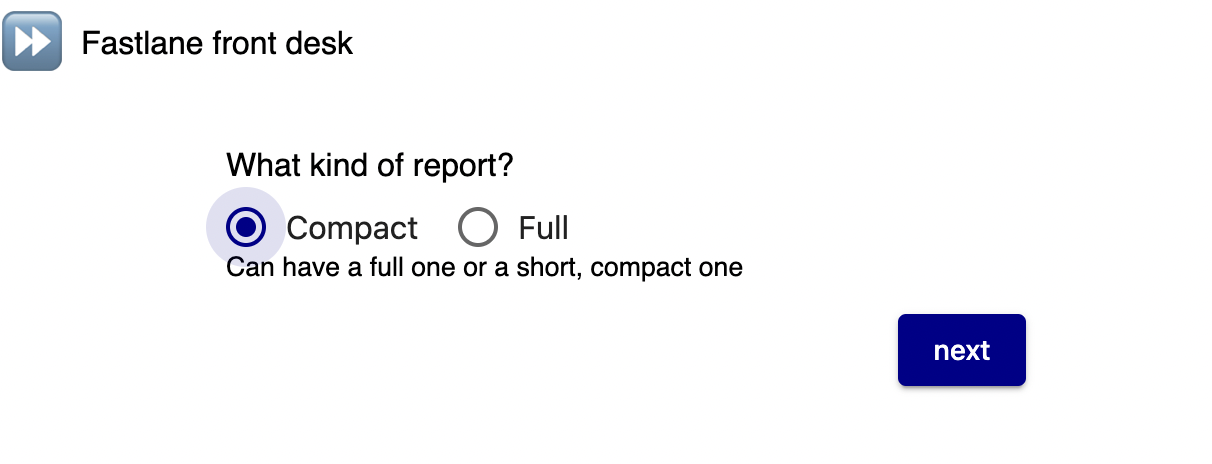 Fastlane front desk
What kind of report?
Compact Full
Can have a full one or a short, compact one
next